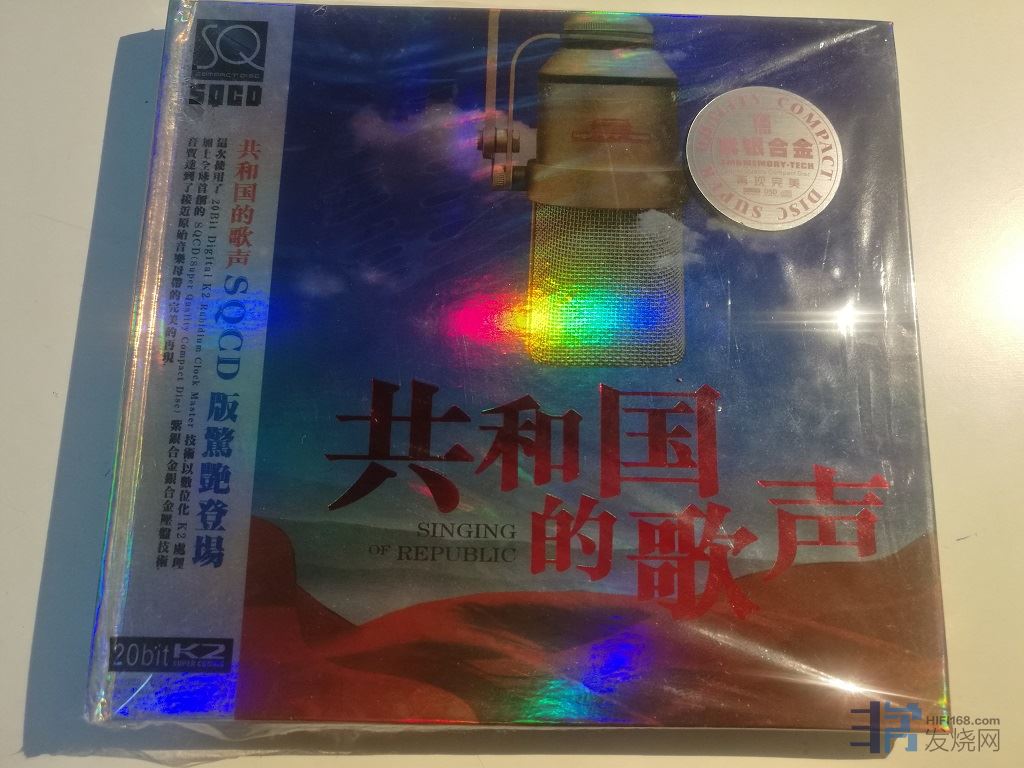 SQ
COMPACT DISC
SQCD
共和国的歌声 SQCD 版驚艷登場
這次使用了 20Bit Digital K2 Rubidium Clock Master 技術以數位化 K2 處理
加上全球首創的 SQCD(Super Quality Compact Disc) 紫銀合金銀合金壓盤技術
音質達到了接近原始音樂母帶的完美的再現
20bit K2
SUPER CODING
SUPER QUALITY COMPACT DISC
銀合金
再现完美
共和国
的歌声
SINGING
OF REPUBLIC
HIFI168.com
发烧网